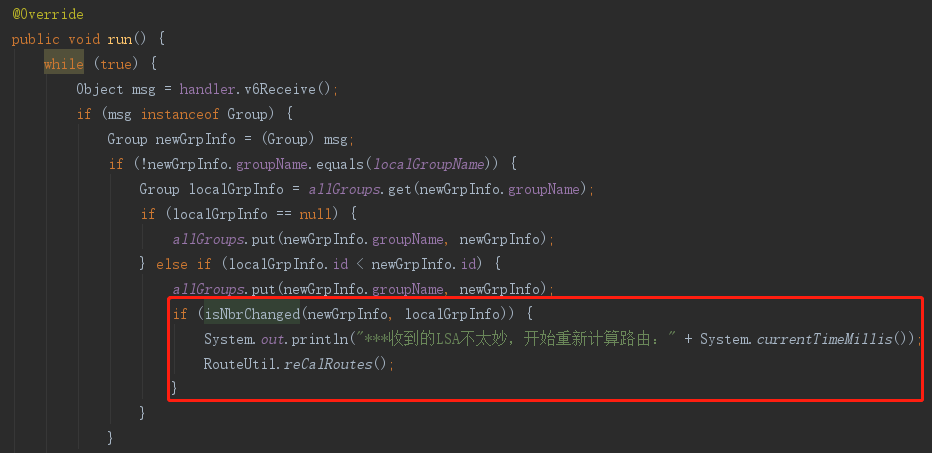 @Override
public void run() {
while (true) {
Object msg = handler.v6Receive();
if (msg instanceof Group) {
Group newGrpInfo = (Group) msg;
if (!newGrpInfo.groupName.equals(localGroupName)) {
Group localGrpInfo = allGroups.get(newGrpInfo.groupName);
if (localGrpInfo == null) {
allGroups.put(newGrpInfo.groupName, newGrpInfo);
} else if (localGrpInfo.id < newGrpInfo.id) {
allGroups.put(newGrpInfo.groupName, newGrpInfo);
if (isNbrChanged(newGrpInfo, localGrpInfo)) {
System.out.println("***收到的LSA不太妙，开始重新计算路由：" + System.currentTimeMillis());
RouteUtil.reCalRoutes();
}
}
}